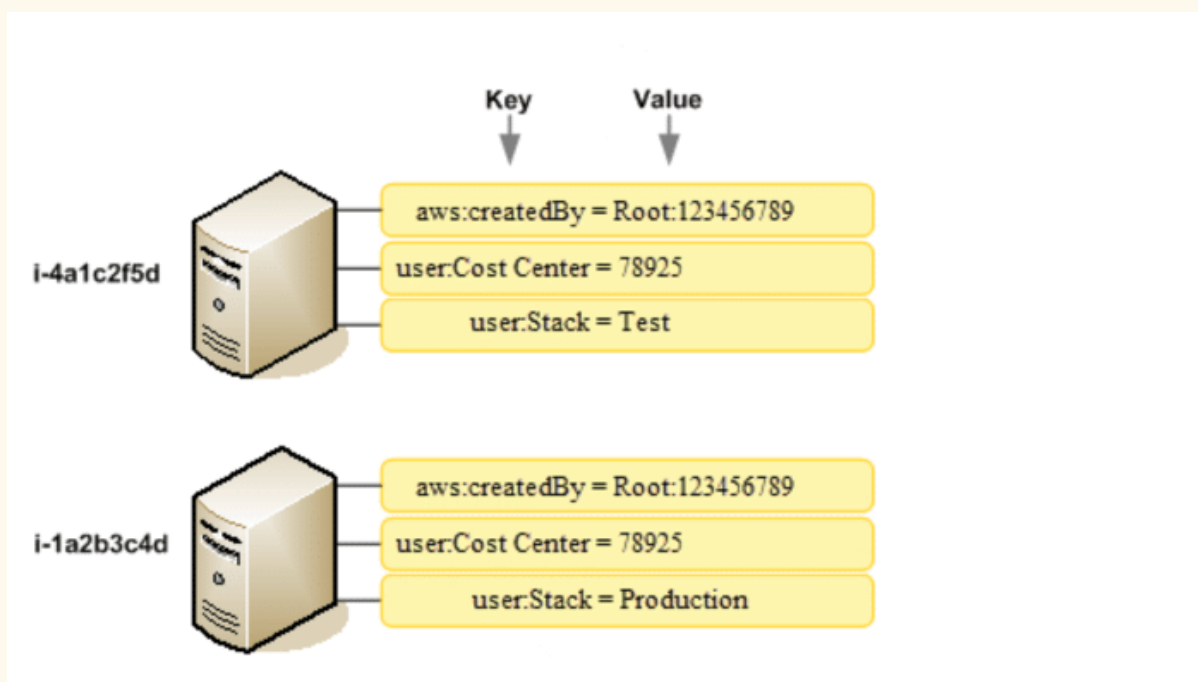 Key Value
aws:createdBy = Root:123456789
i-4a1c2f5d
user:Cost Center = 78925
user:Stack = Test
aws:createdBy = Root:123456789
i-1a2b3c4d
user:Cost Center = 78925
user:Stack = Production